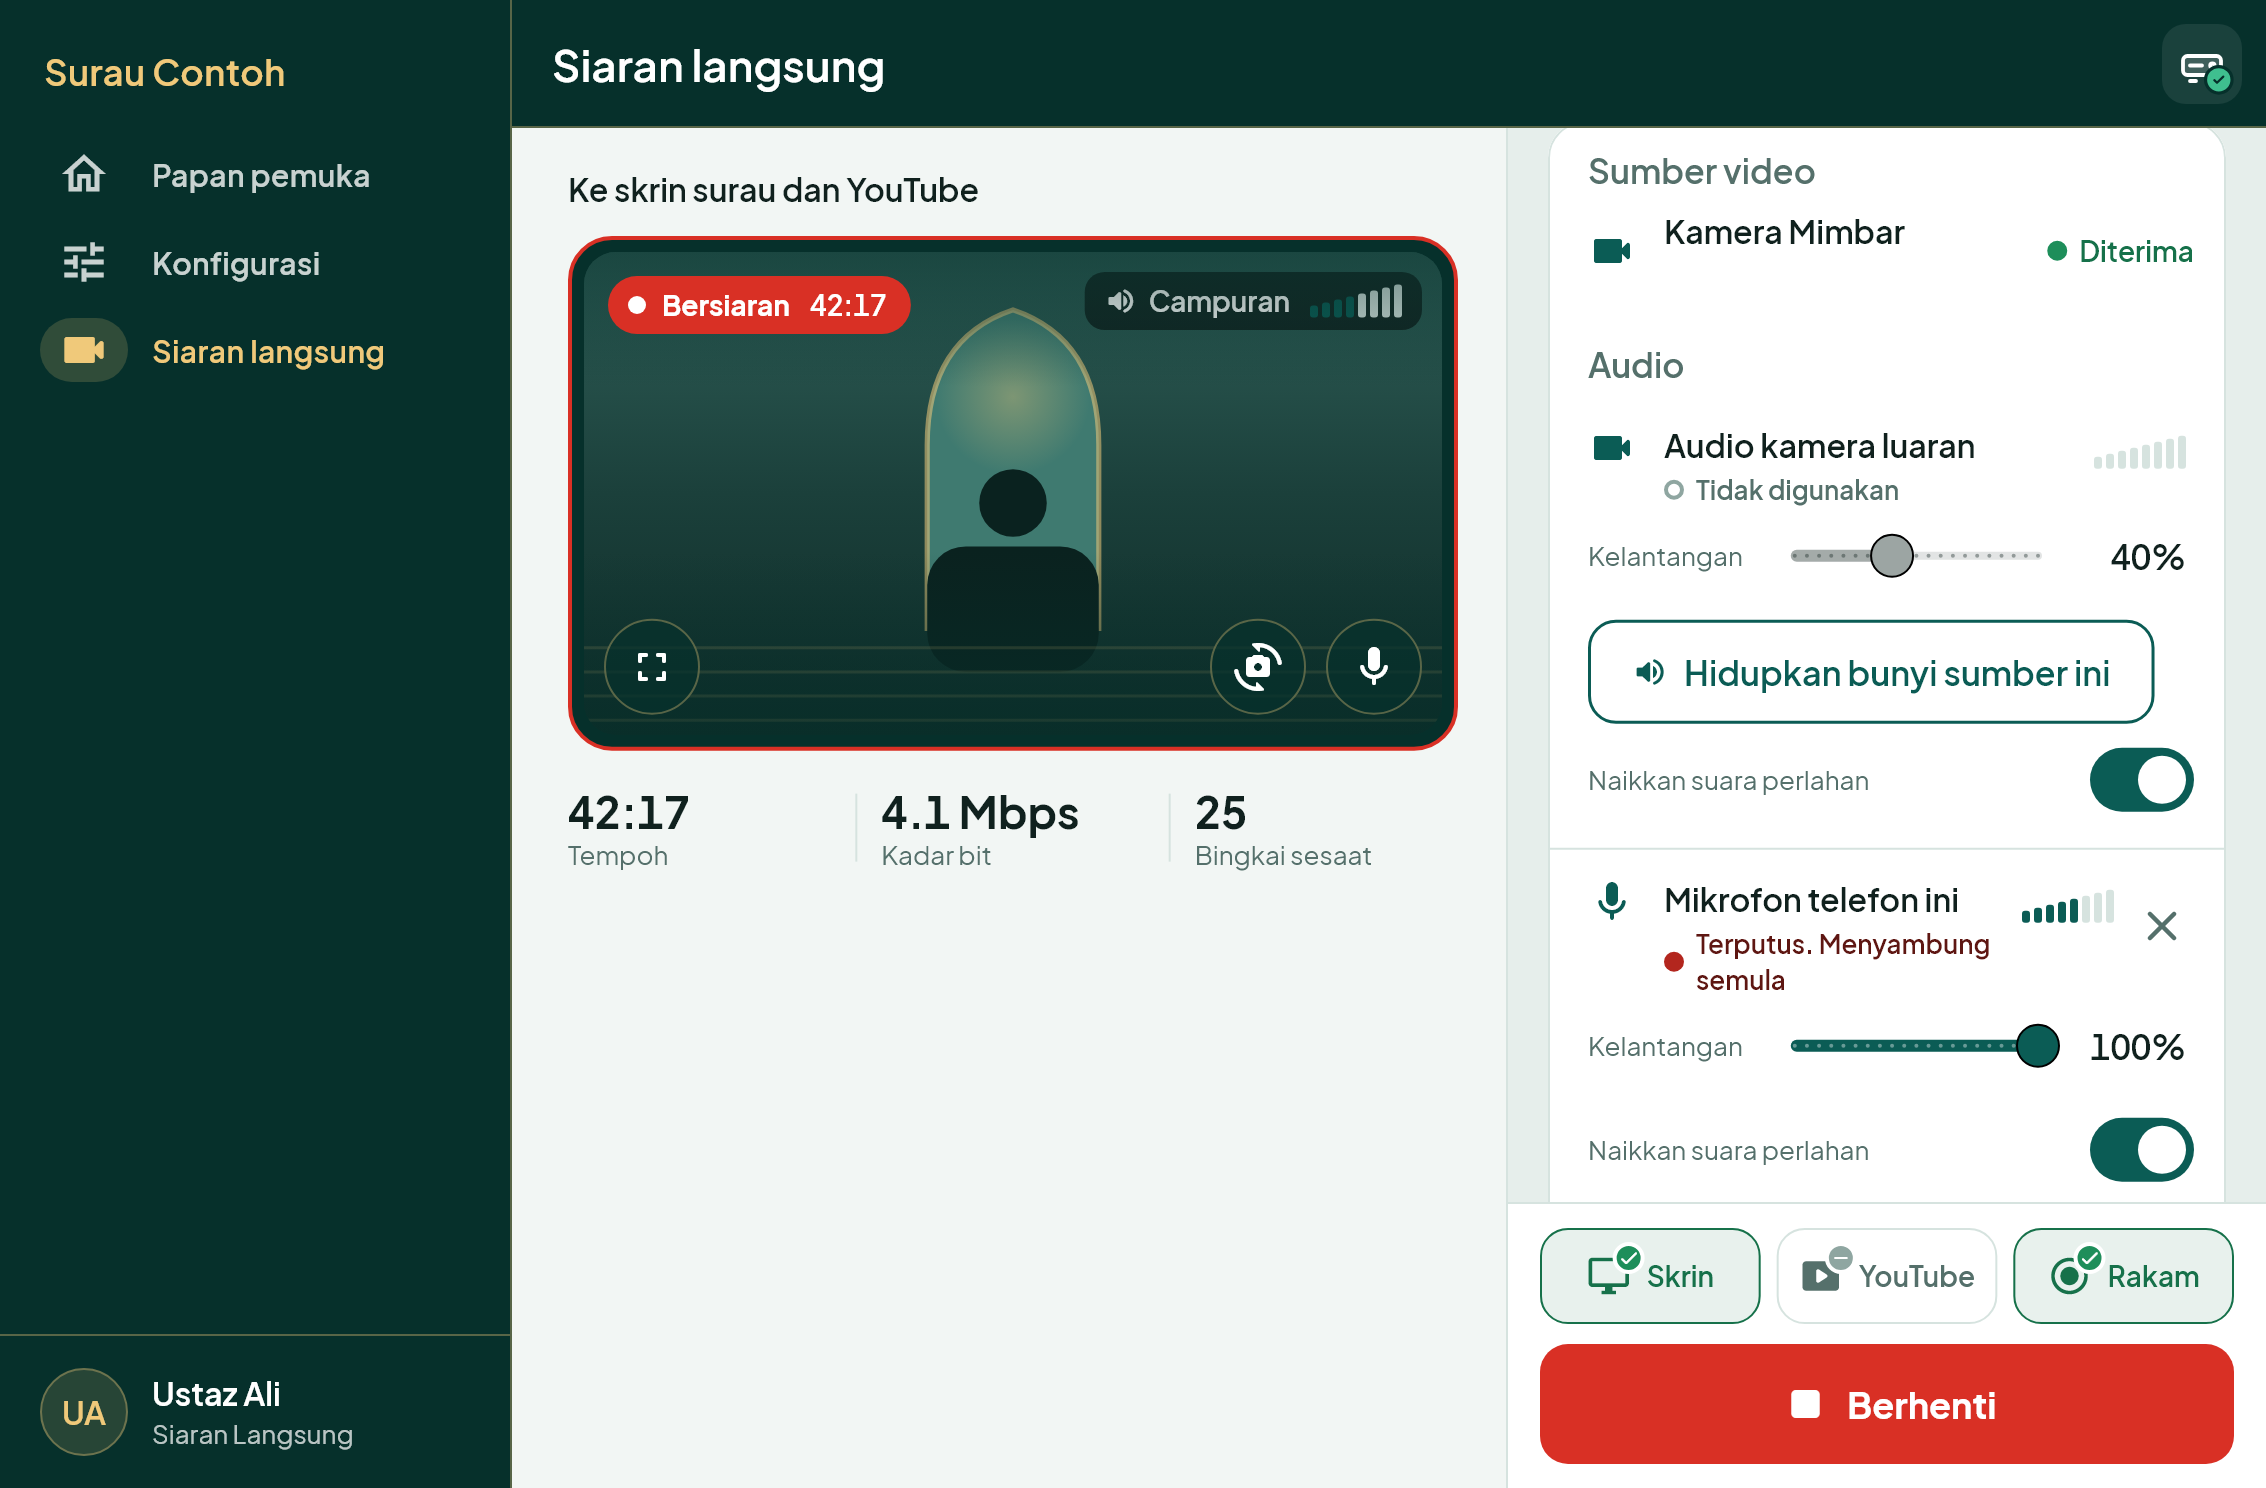 Surau Contoh
Papan pemuka
Konfigurasi
Siaran langsung
Ustaz Ali
UA
Siaran Langsung
Siaran langsung
Ke skrin surau dan YouTube
Bersiaran 42:17
Campuran
42:17
Tempoh
4.1 Mbps
Kadar bit
25
Bingkai sesaat
Sumber video
Kamera Mimbar
Diterima
Audio
Audio kamera luaran
Tidak digunakan
Kelantangan
40%
Hidupkan bunyi sumber ini
Naikkan suara perlahan
Mikrofon telefon ini
Terputus. Menyambung
semula
Kelantangan
100%
Naikkan suara perlahan
Skrin
YouTube
Rakam
Berhenti